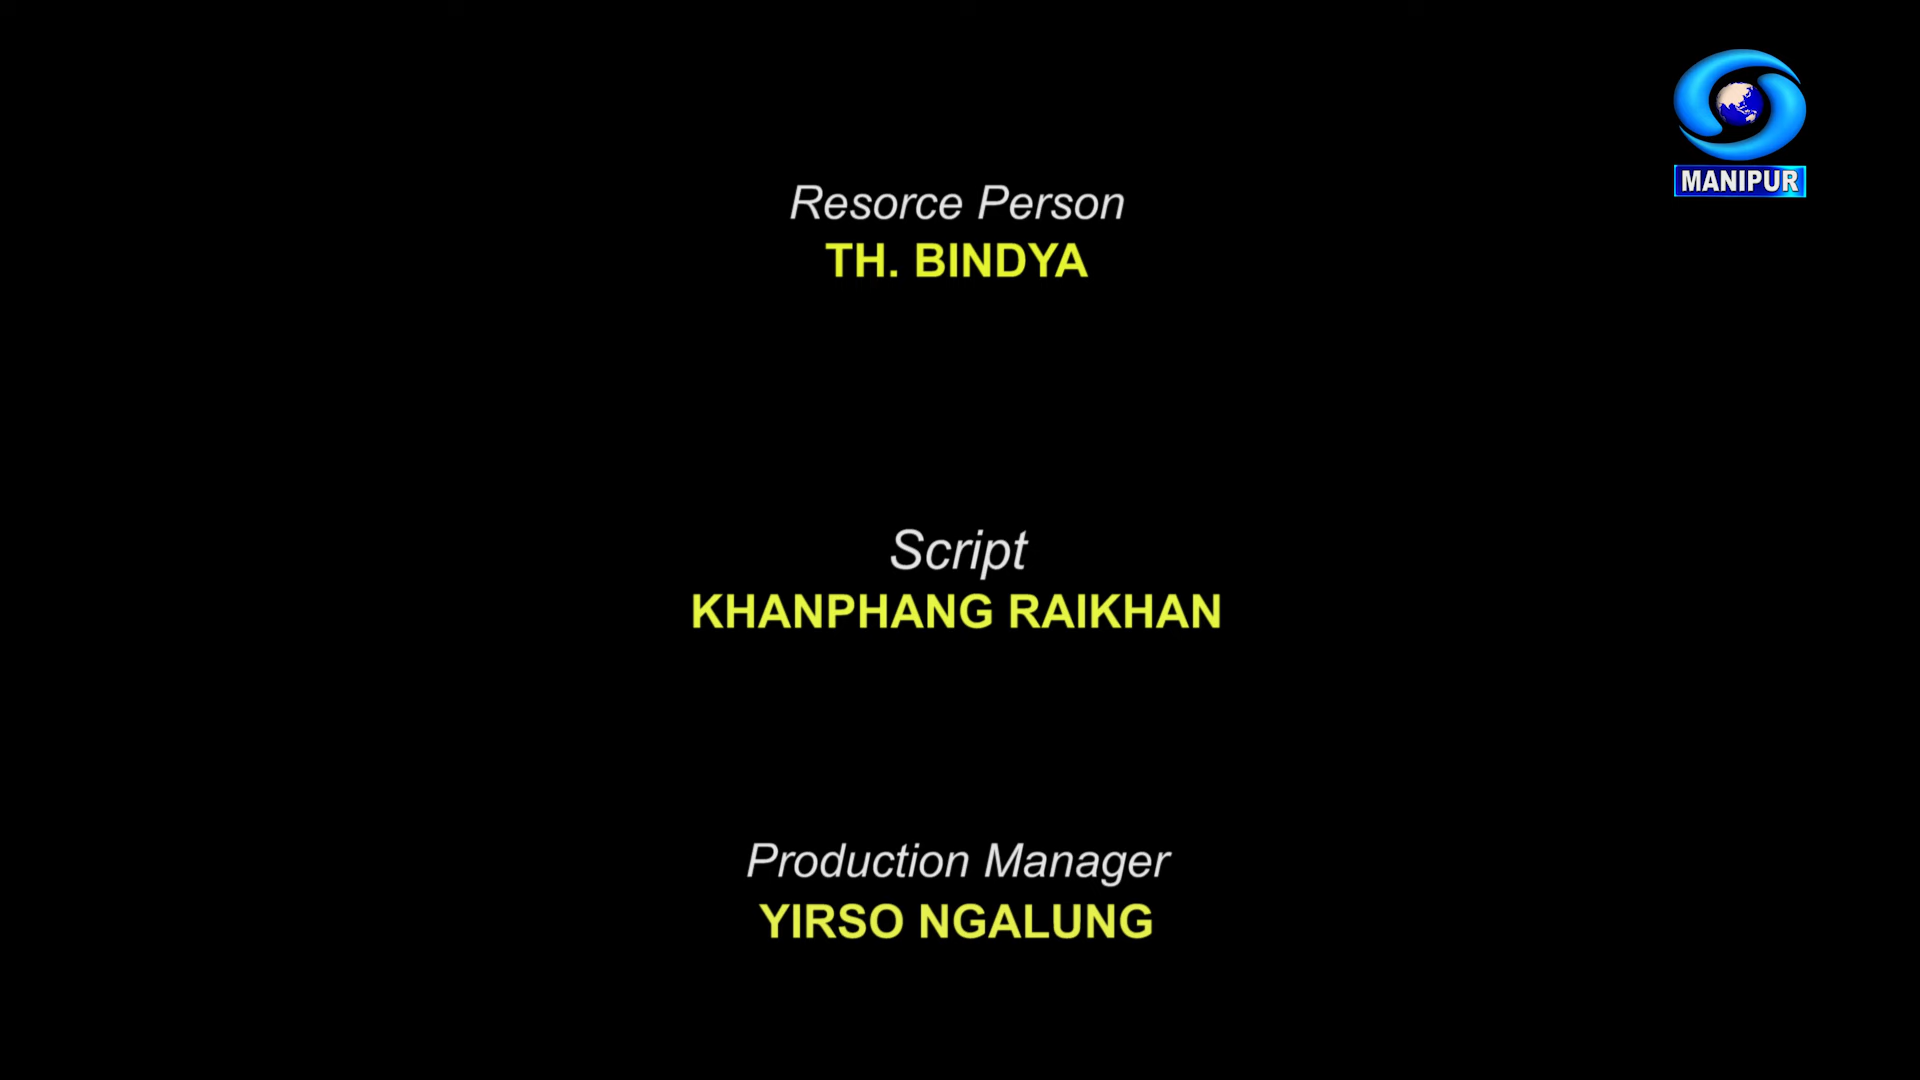 MANIPUR
Resorce Person
TH. BINDYA
Script
KHANPHANG RAIKHAN
Production Manager
YIRSO NGALUNG